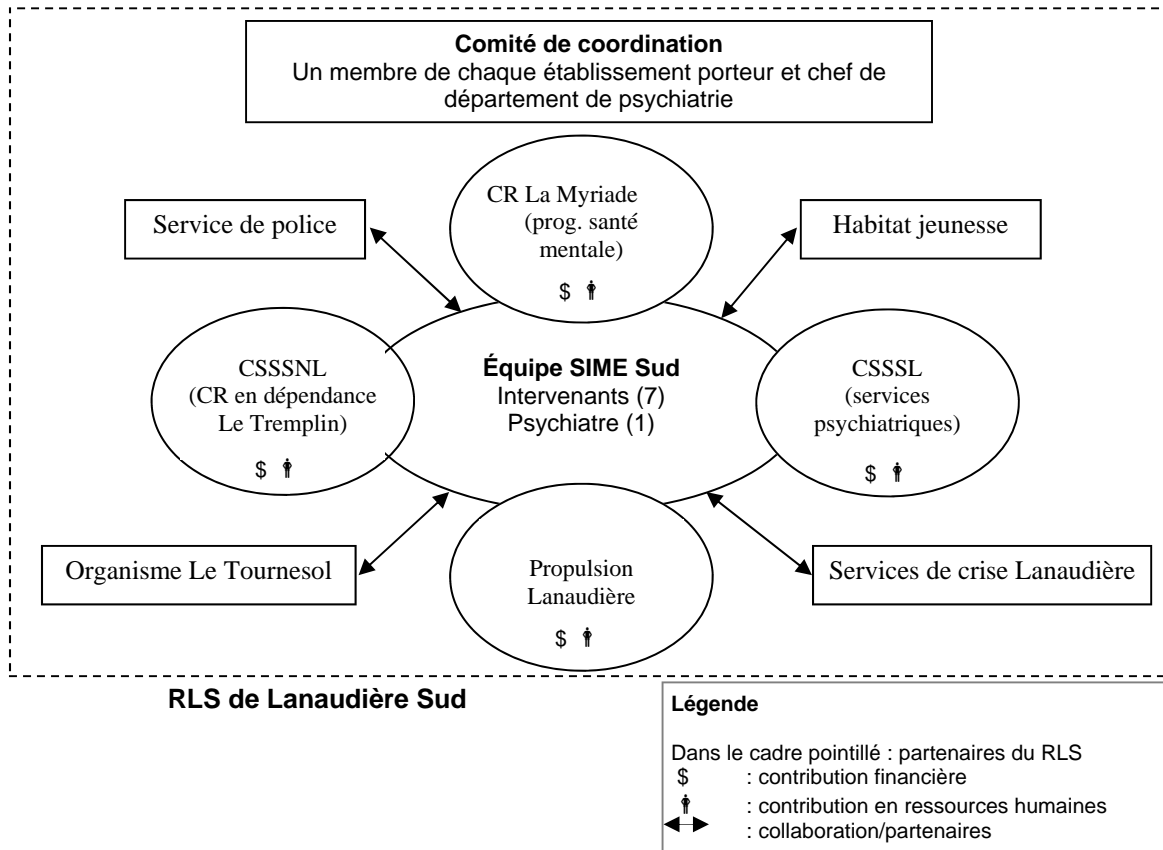 Comité de coordination
Un membre de chaque établissement porteur et chef de
département de psychiatrie
CR La Myriade
(prog. santé
mentale)
$
Service de police
Habitat jeunesse
CSSSNL
(CR en dépendance
Le Tremplin)
$
Équipe SIME Sud
Intervenants (7)
Psychiatre (1)
CSSSL
(services
psychiatriques)
$
Organisme Le Tournesol
Propulsion
Lanaudière
$
Services de crise Lanaudière
RLS de Lanaudière Sud
Légende
Dans le cadre pointillé : partenaires du RLS
$ : contribution financière
: contribution en ressources humaines
: collaboration/partenaires